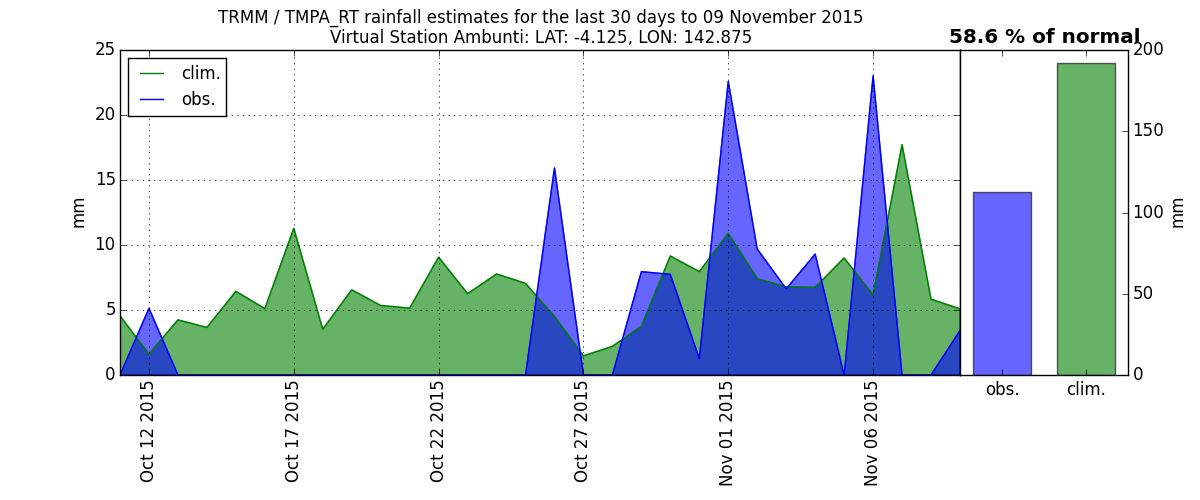 TRMM / TMPA_RT rainfall estimates for the last 30 days to 09 November 2015
Virtual Station Ambunti: LAT: -4.125, LON: 142.875
58.6 % of normal
25
20
15
10
5
0
mm
clim.
obs.
Oct 12 2015
Oct 17 2015
Oct 22 2015
Oct 27 2015
Nov 01 2015
Nov 06 2015
200
150
100
50
0
mm
obs.
clim.